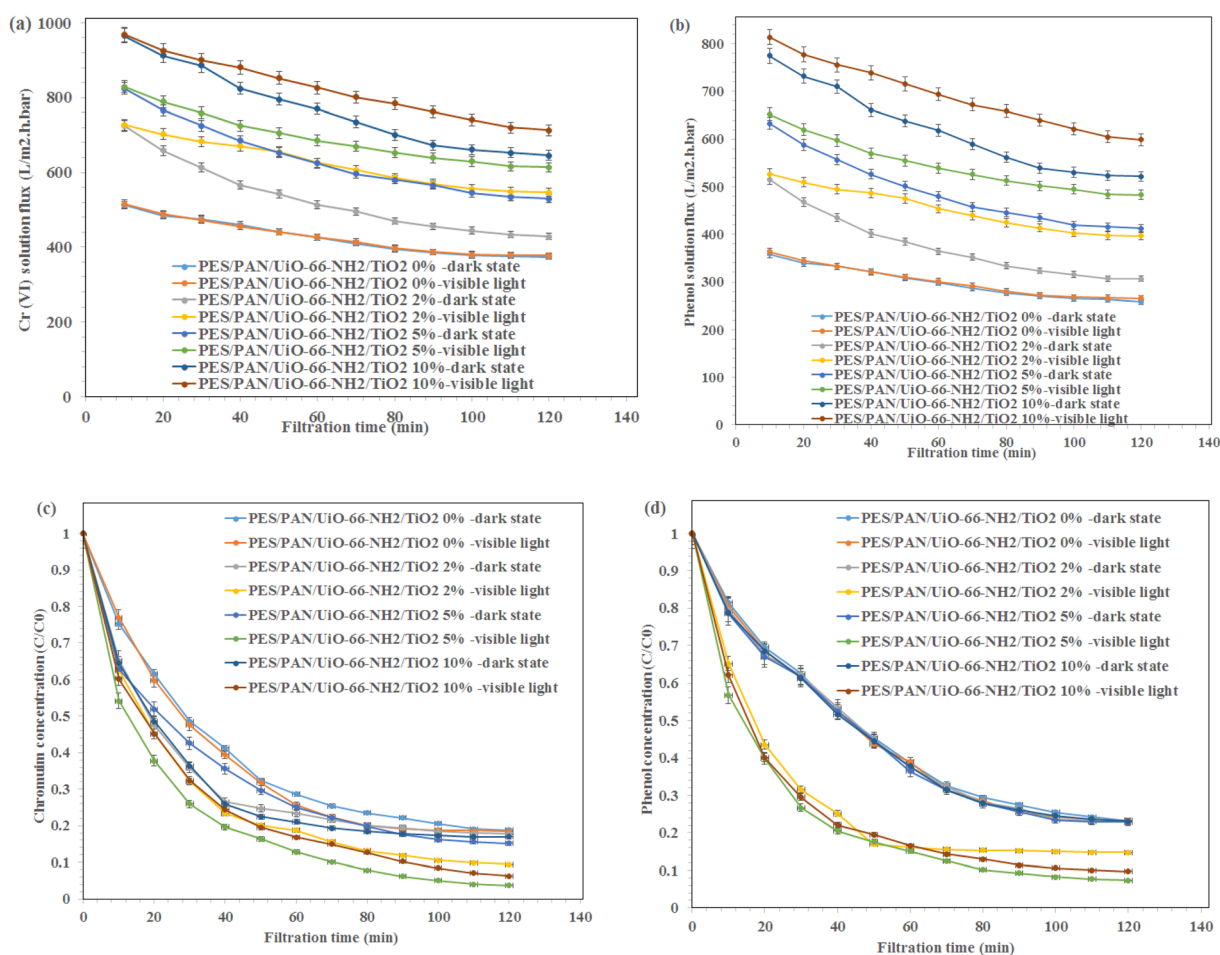 (a)
1000
800
600
400
200
0
Cr (VI) solution flux (L/m2.h.bar)
PES/PAN/UiO-66-NH2/TiO2 0% -dark state
PES/PAN/UiO-66-NH2/TiO2 0%-visible light
PES/PAN/UiO-66-NH2/TiO2 2%-dark state
PES/PAN/UiO-66-NH2/TiO2 2%-visible light
PES/PAN/UiO-66-NH2/TiO2 5%-dark state
PES/PAN/UiO-66-NH2/TiO2 5%-visible light
PES/PAN/UiO-66-NH2/TiO2 10%-dark state
PES/PAN/UiO-66-NH2/TiO2 10%-visible light
0 20 40 60 80 100 120 140
Filtration time (min)
(b)
800
700
600
500
400
300
200
100
0
Phenol solution flux (L/m2.h.bar)
PES/PAN/UiO-66-NH2/TiO2 0% -dark state
PES/PAN/UiO-66-NH2/TiO2 0%-visible light
PES/PAN/UiO-66-NH2/TiO2 2%-dark state
PES/PAN/UiO-66-NH2/TiO2 2%-visible light
PES/PAN/UiO-66-NH2/TiO2 5%-dark state
PES/PAN/UiO-66-NH2/TiO2 5%-visible light
PES/PAN/UiO-66-NH2/TiO2 10%-dark state
PES/PAN/UiO-66-NH2/TiO2 10%-visible light
0 20 40 60 80 100 120 140
Filtration time (min)
(c)
1
0.9
0.8
0.7
0.6
0.5
0.4
0.3
0.2
0.1
0
Chromuim concentration (C/C0)
PES/PAN/UiO-66-NH2/TiO2 0% -dark state
PES/PAN/UiO-66-NH2/TiO2 0% -visible light
PES/PAN/UiO-66-NH2/TiO2 2% -dark state
PES/PAN/UiO-66-NH2/TiO2 2% -visible light
PES/PAN/UiO-66-NH2/TiO2 5% -dark state
PES/PAN/UiO-66-NH2/TiO2 5% -visible light
PES/PAN/UiO-66-NH2/TiO2 10% -dark state
PES/PAN/UiO-66-NH2/TiO2 10% -visible light
0 20 40 60 80 100 120 140
Filtration time (min)
(d)
1
0.9
0.8
0.7
0.6
0.5
0.4
0.3
0.2
0.1
0
Phenol concentration (C/C0)
PES/PAN/UiO-66-NH2/TiO2 0% -dark state
PES/PAN/UiO-66-NH2/TiO2 0% -visible light
PES/PAN/UiO-66-NH2/TiO2 2% -dark state
PES/PAN/UiO-66-NH2/TiO2 2% -visible light
PES/PAN/UiO-66-NH2/TiO2 5% -dark state
PES/PAN/UiO-66-NH2/TiO2 5% -visible light
PES/PAN/UiO-66-NH2/TiO2 10% -dark state
PES/PAN/UiO-66-NH2/TiO2 10% -visible light
0 20 40 60 80 100 120 140
Filtration time (min)